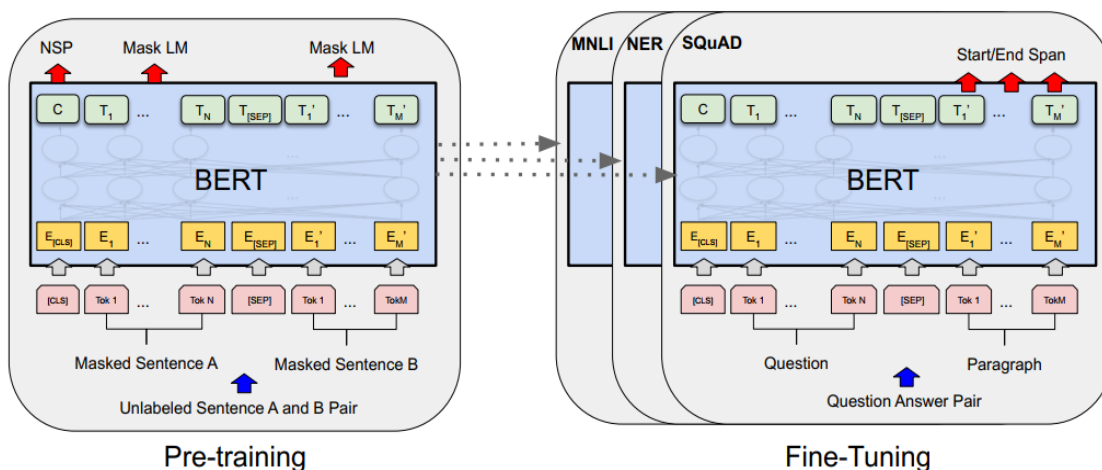 NSP Mask LM Mask LM
C T1 ... TN T[SEP] T1' ... TM'
...
...
BERT
E[CLS] E1 ... EN E[SEP] E1' ... EM'
[CLS] Tok 1 ... Tok N [SEP] Tok 1 ... TokM
Masked Sentence A Masked Sentence B
Unlabeled Sentence A and B Pair
Pre-training
MNLI NER SQuAD
Start/End Span
C T1 ... TN T[SEP] T1' ... TM'
...
...
BERT
E[CLS] E1 ... EN E[SEP] E1' ... EM'
[CLS] Tok 1 ... Tok N [SEP] Tok 1 ... TokM
Question Paragraph
Question Answer Pair
Fine-Tuning